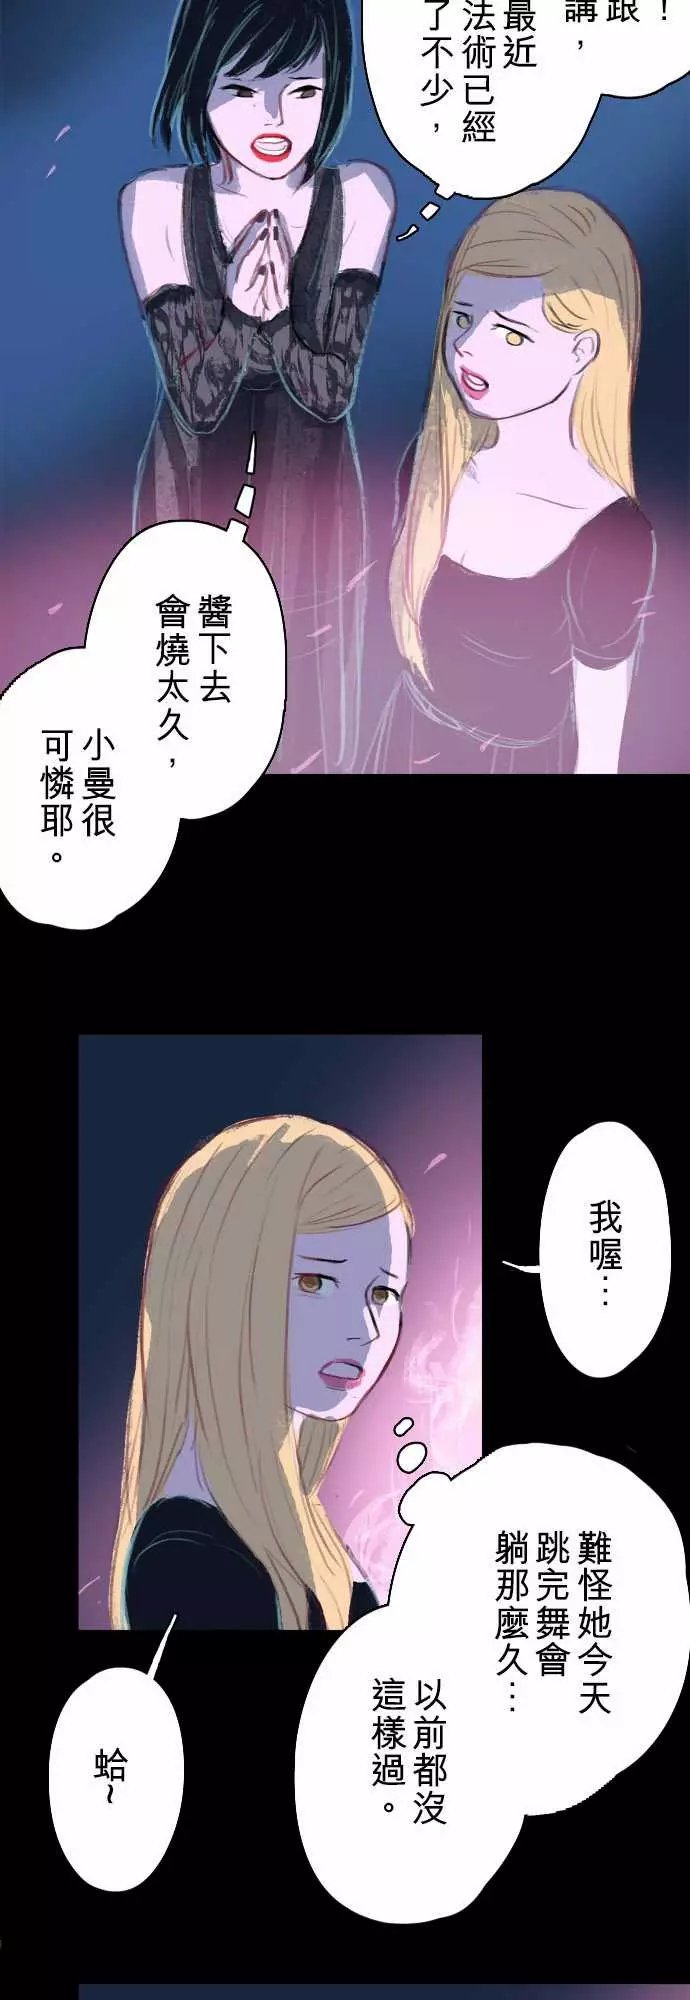 ！
跟
講，
最近
法術已經
了不少，
醬下去
會燒太久，
小曼很
可憐耶。
我喔…
難怪她今天
跳完舞會
躺那麼久…
以前都沒
這樣過。
蛤~